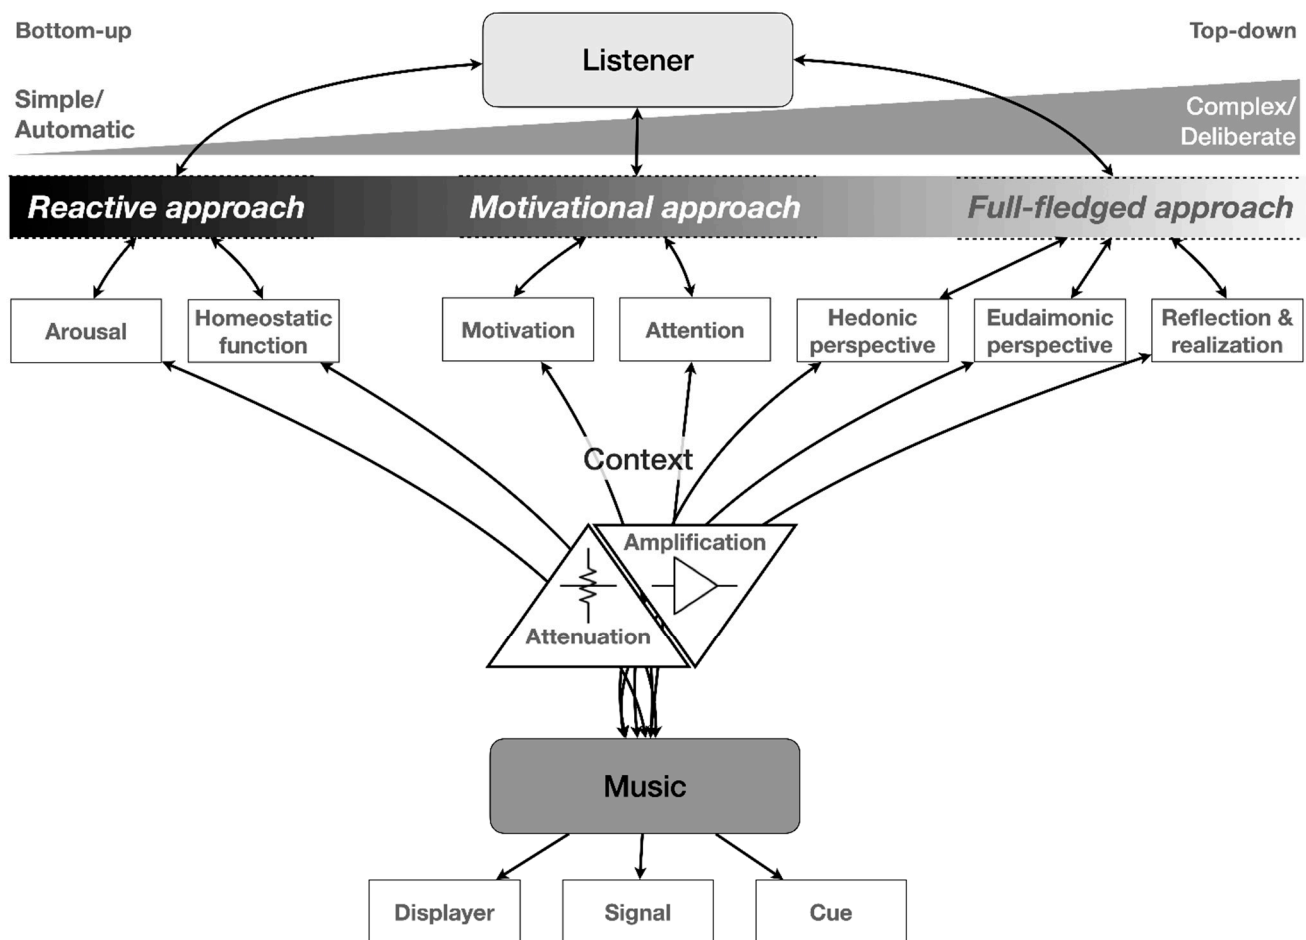 Bottom-up
Top-down
Listener
Simple/
Automatic
Complex/
Deliberate
Reactive approach
Motivational approach
Full-fledged approach
Arousal
Homeostatic
function
Motivation
Attention
Hedonic
perspective
Eudaimonic
perspective
Reflection &
realization
Context
Amplification
Attenuation
Music
Displayer
Signal
Cue